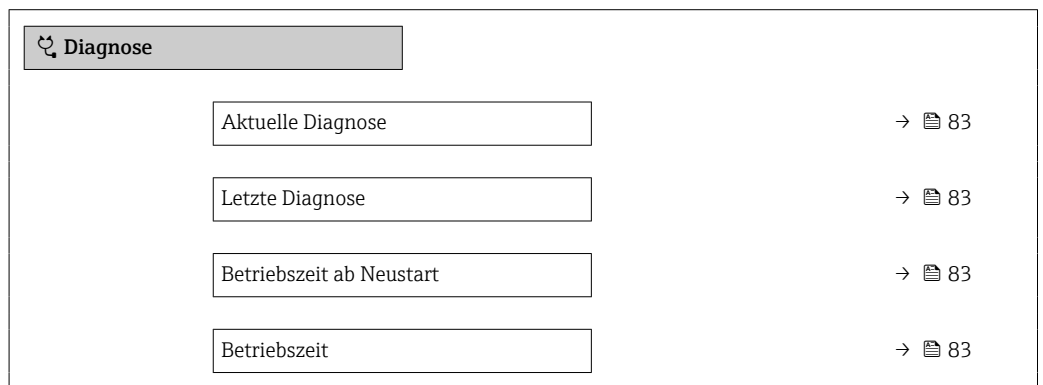 Diagnose
Aktuelle Diagnose → 83
Letzte Diagnose → 83
Betriebszeit ab Neustart → 83
Betriebszeit → 83